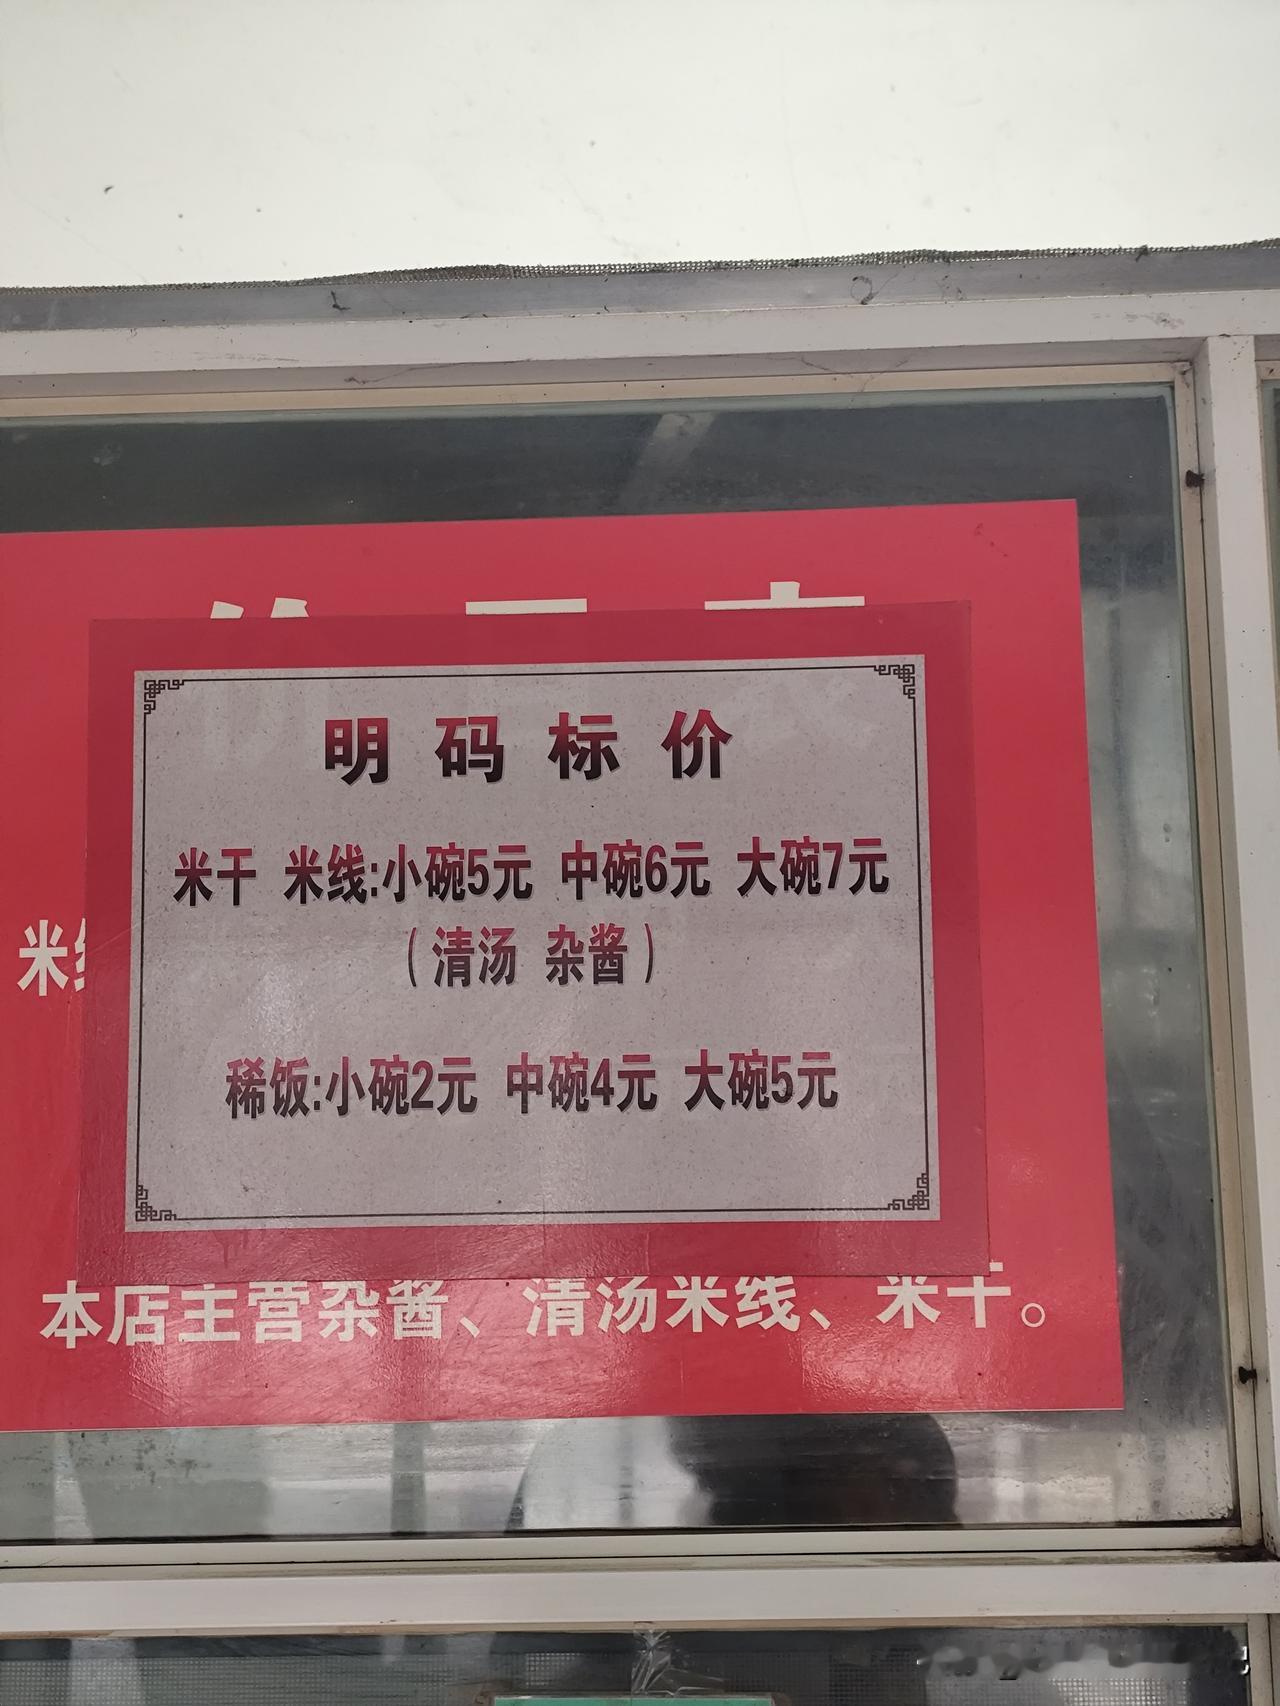 明码标价
米干 米线:小碗5元 中碗6元 大碗7元
（清汤 杂酱）
稀饭:小碗2元 中碗4元 大碗5元
米线
本店主营杂酱、清汤米线、米干。